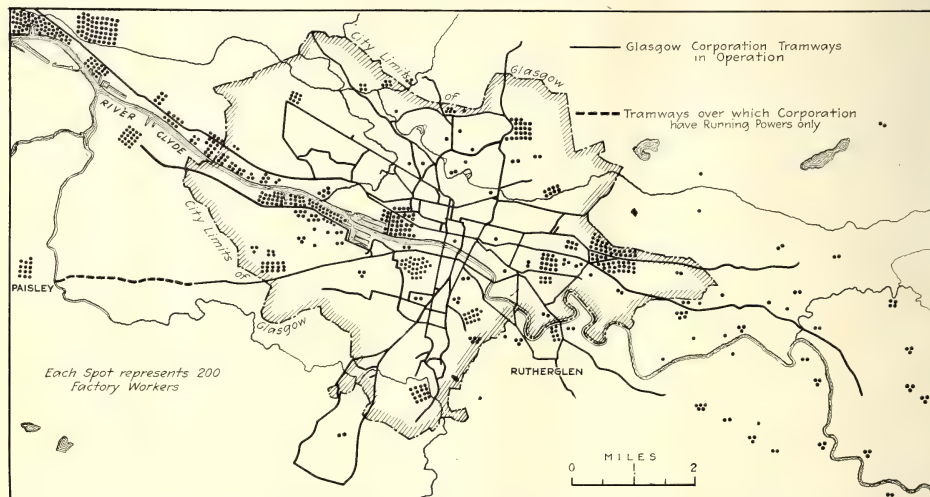 City Limits
of
Glasgow
Glasgow Corporation Tramways
in Operation
Tramways over which Corporation
have Running Powers only
RIVER CLYDE
City Limits
of
Glasgow
PAISLEY
RUTHERGLEN
Each Spot represents 200
Factory Workers
MILES
0 2